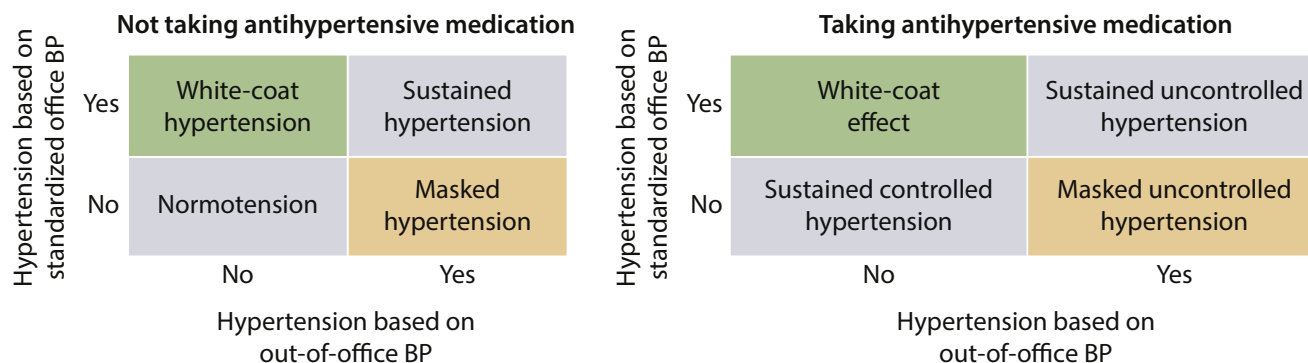 Not taking antihypertensive medication
Hypertension based on
standardized office BP
Yes
White-coat
hypertension
Sustained
hypertension
No
Normotension
Masked
hypertension
No
Yes
Hypertension based on
out-of-office BP
Taking antihypertensive medication
Hypertension based on
standardized office BP
Yes
White-coat
effect
Sustained uncontrolled
hypertension
No
Sustained controlled
hypertension
Masked uncontrolled
hypertension
No
Yes
Hypertension based on
out-of-office BP